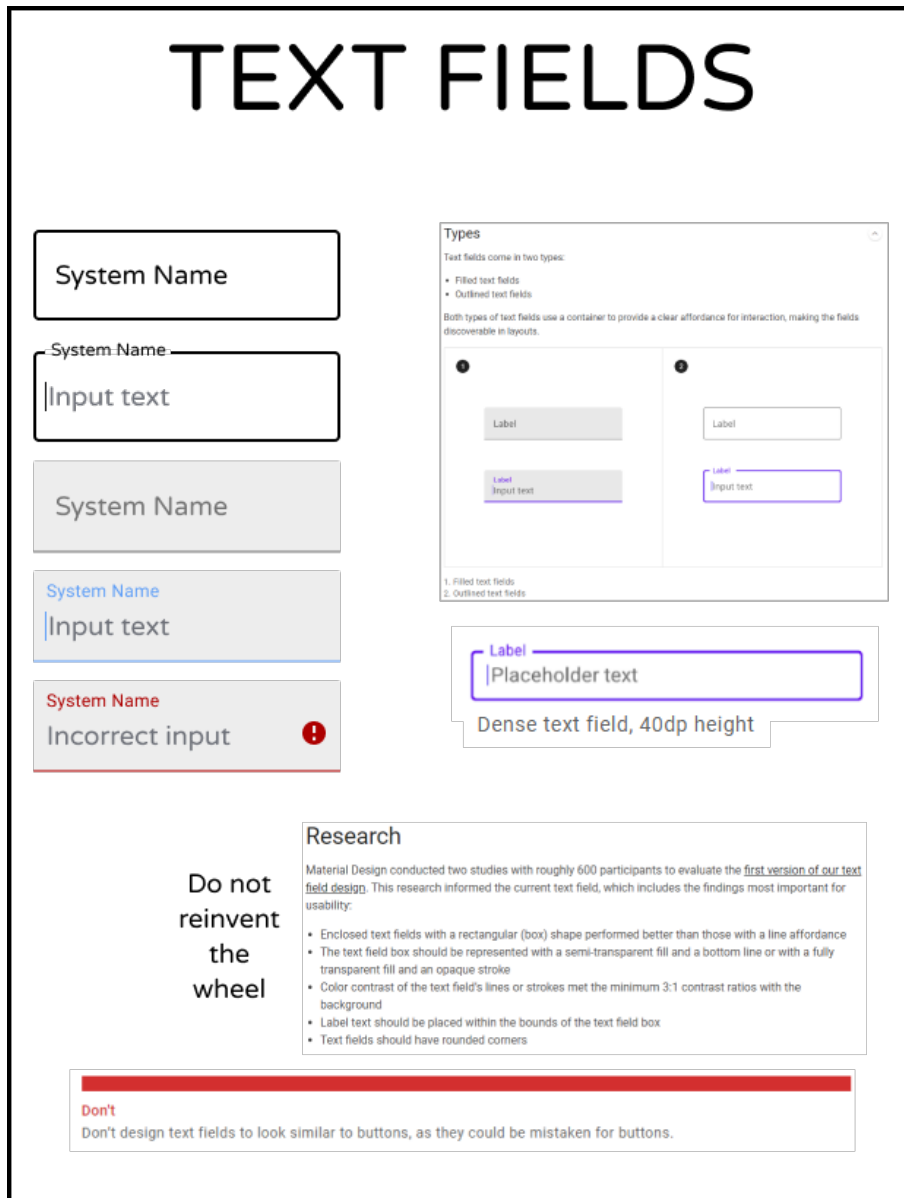 TEXT FIELDS
System Name
System Name
Input text
System Name
System Name
Input text
System Name
Incorrect input
Types
Text fields come in two types:
• Filled text fields
• Outlined text fields
Both types of text fields use a container to provide a clear affordance for interaction, making the fields
discoverable in layouts.
1
2
Label
Label
Label
Input text
Label
Input text
1. Filled text fields
2. Outlined text fields
Label
Placeholder text
Dense text field, 40dp height
Do not
reinvent
the
wheel
Research
Material Design conducted two studies with roughly 600 participants to evaluate the first version of our text
field design. This research informed the current text field, which includes the findings most important for
usability:
• Enclosed text fields with a rectangular (box) shape performed better than those with a line affordance
• The text field box should be represented with a semi-transparent fill and a bottom line or with a fully
transparent fill and an opaque stroke
• Color contrast of the text field's lines or strokes met the minimum 3:1 contrast ratios with the
background
• Label text should be placed within the bounds of the text field box
• Text fields should have rounded corners
Don't
Don't design text fields to look similar to buttons, as they could be mistaken for buttons.